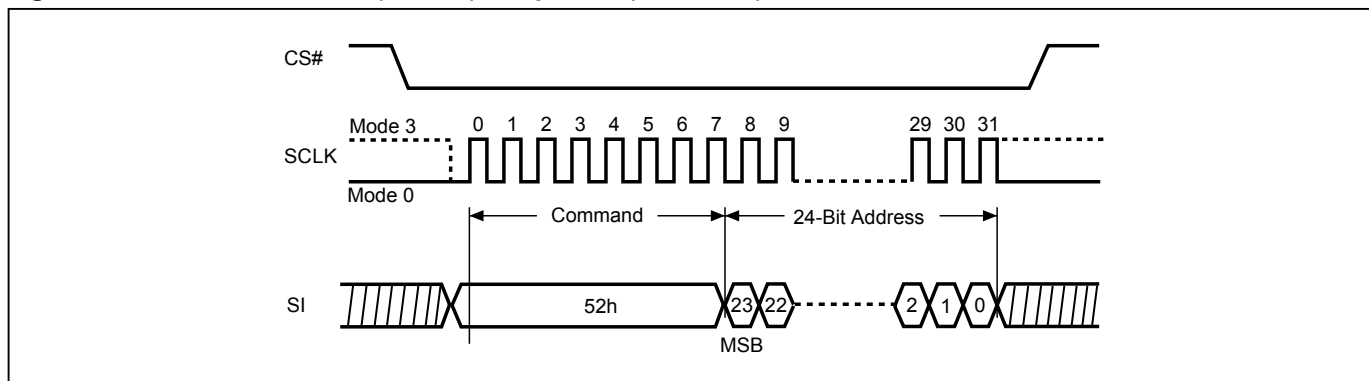 CS#
Mode 3
0 1 2 3 4 5 6 7 8 9 29 30 31
SCLK
Mode 0
Command 24-Bit Address
SI 52h 23 22 2 1 0
MSB